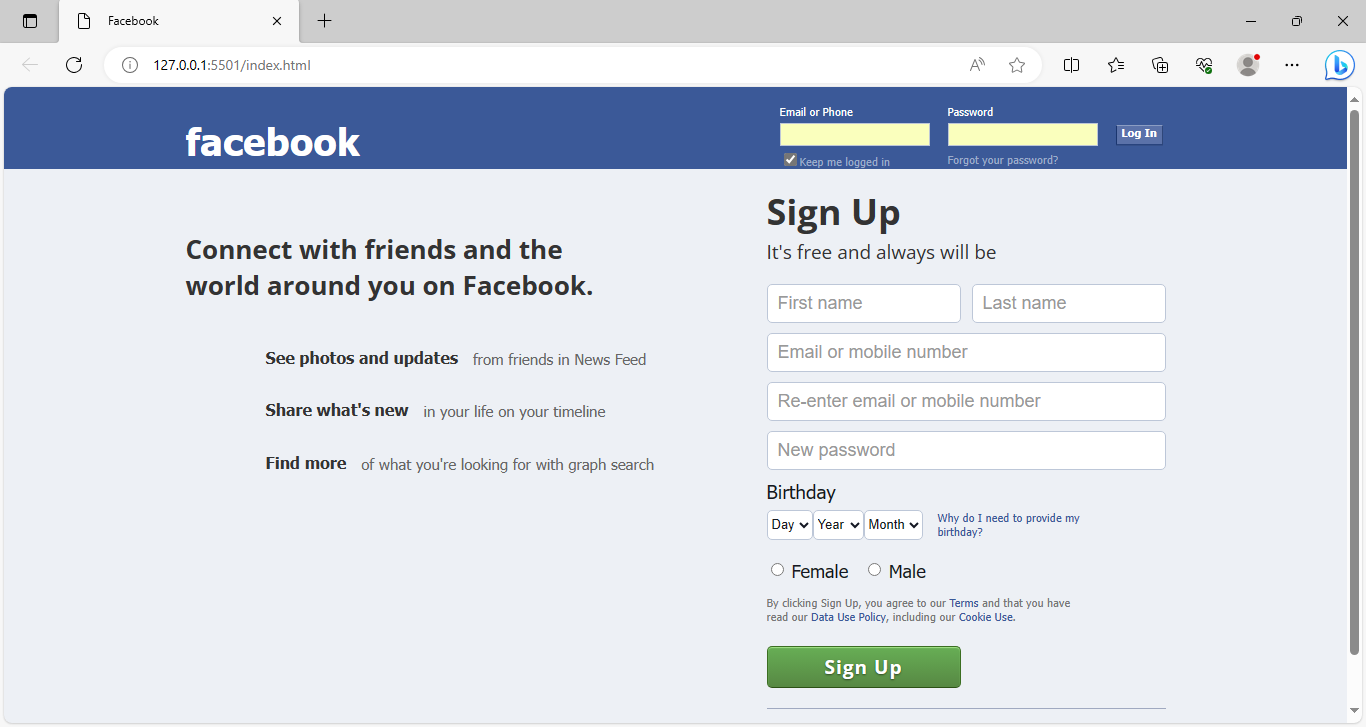 Facebook
127.0.0.1:5501/index.html
facebook
Email or Phone
Password
Log In
Keep me logged in
Forgot your password?
Connect with friends and the
world around you on Facebook.
See photos and updates from friends in News Feed
Share what's new in your life on your timeline
Find more of what you're looking for with graph search
Sign Up
It's free and always will be
First name
Last name
Email or mobile number
Re-enter email or mobile number
New password
Birthday
Day Year Month
Why do I need to provide my
birthday?
Female Male
By clicking Sign Up, you agree to our Terms and that you have
read our Data Use Policy, including our Cookie Use.
Sign Up